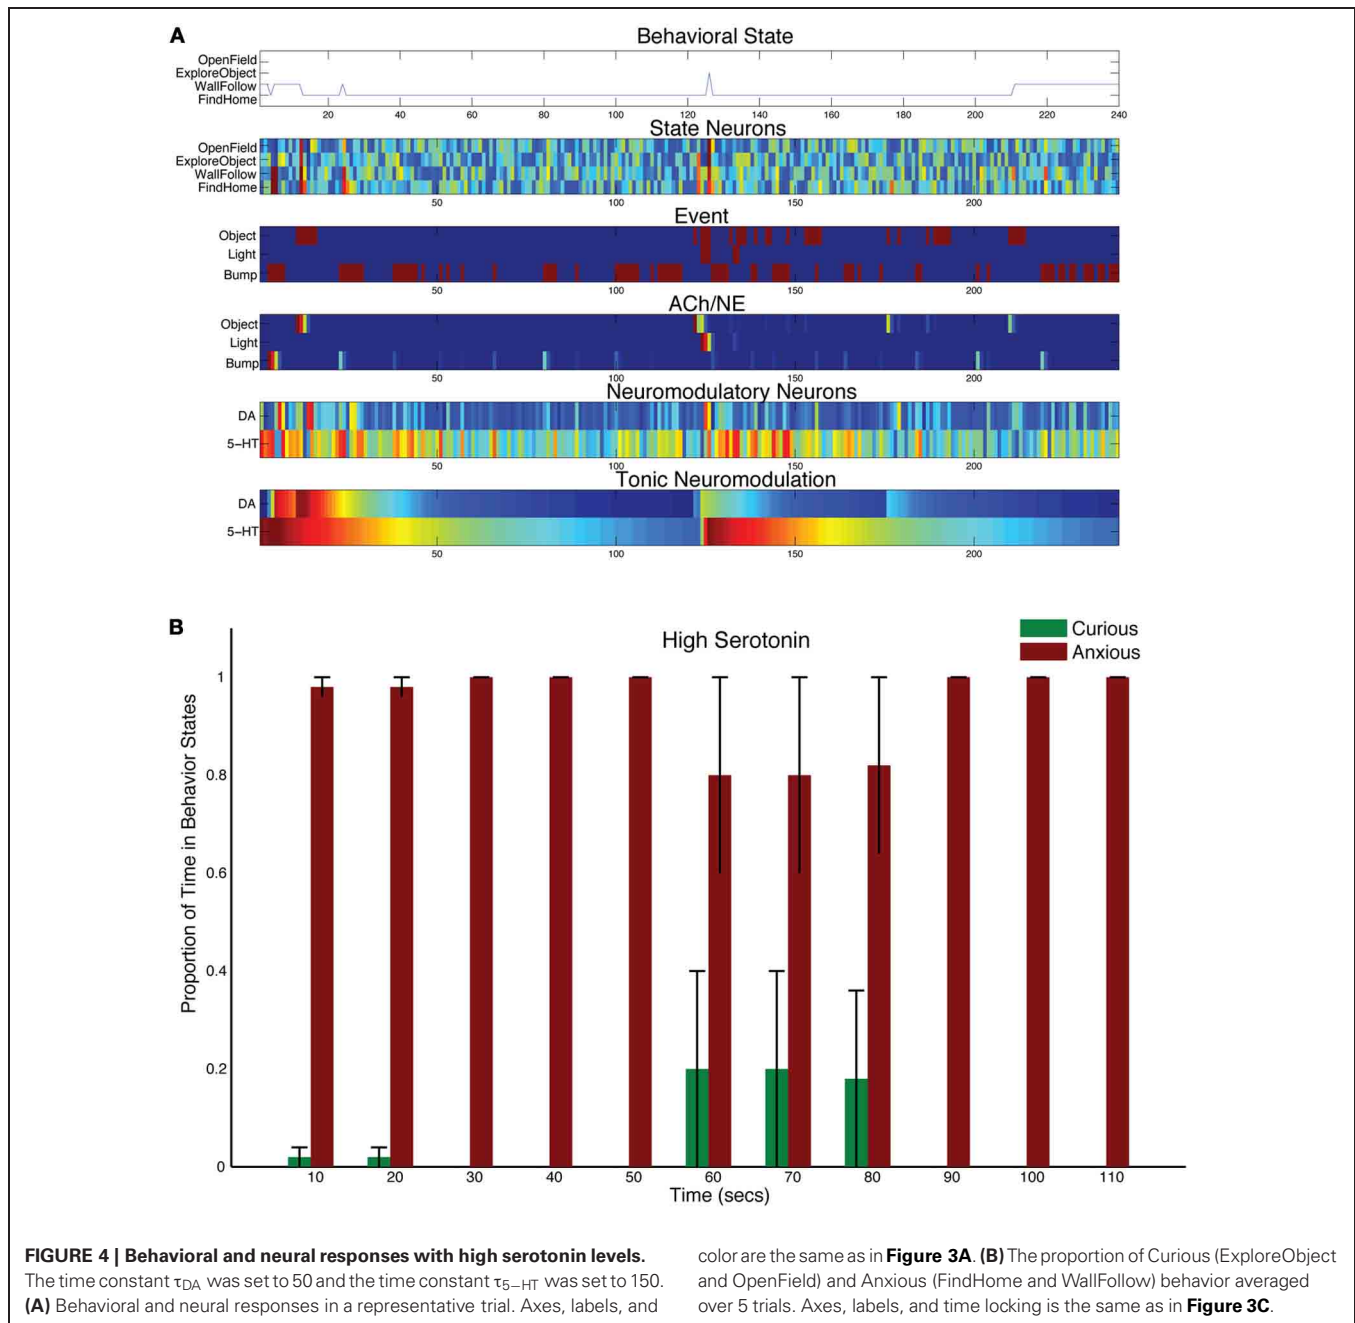 A
Behavioral State
OpenField
ExploreObject
WallFollow
FindHome
20 40 60 80 100 120 140 160 180 200 220 240
State Neurons
OpenField
ExploreObject
WallFollow
FindHome
50 100 150 200
Event
Object
Light
Bump
50 100 150 200
ACh/NE
Object
Light
Bump
50 100 150 200
Neuromodulatory Neurons
DA
5-HT
50 100 150 200
Tonic Neuromodulation
DA
5-HT
50 100 150 200
B
High Serotonin
Curious
Anxious
Proportion of Time in Behavior States
1
0.8
0.6
0.4
0.2
0
10 20 30 40 50 60 70 80 90 100 110
Time (secs)
FIGURE 4 | Behavioral and neural responses with high serotonin levels.
The time constant τDA was set to 50 and the time constant τ5−HT was set to 150.
(A) Behavioral and neural responses in a representative trial. Axes, labels, and
color are the same as in Figure 3A. (B) The proportion of Curious (ExploreObject
and OpenField) and Anxious (FindHome and WallFollow) behavior averaged
over 5 trials. Axes, labels, and time locking is the same as in Figure 3C.